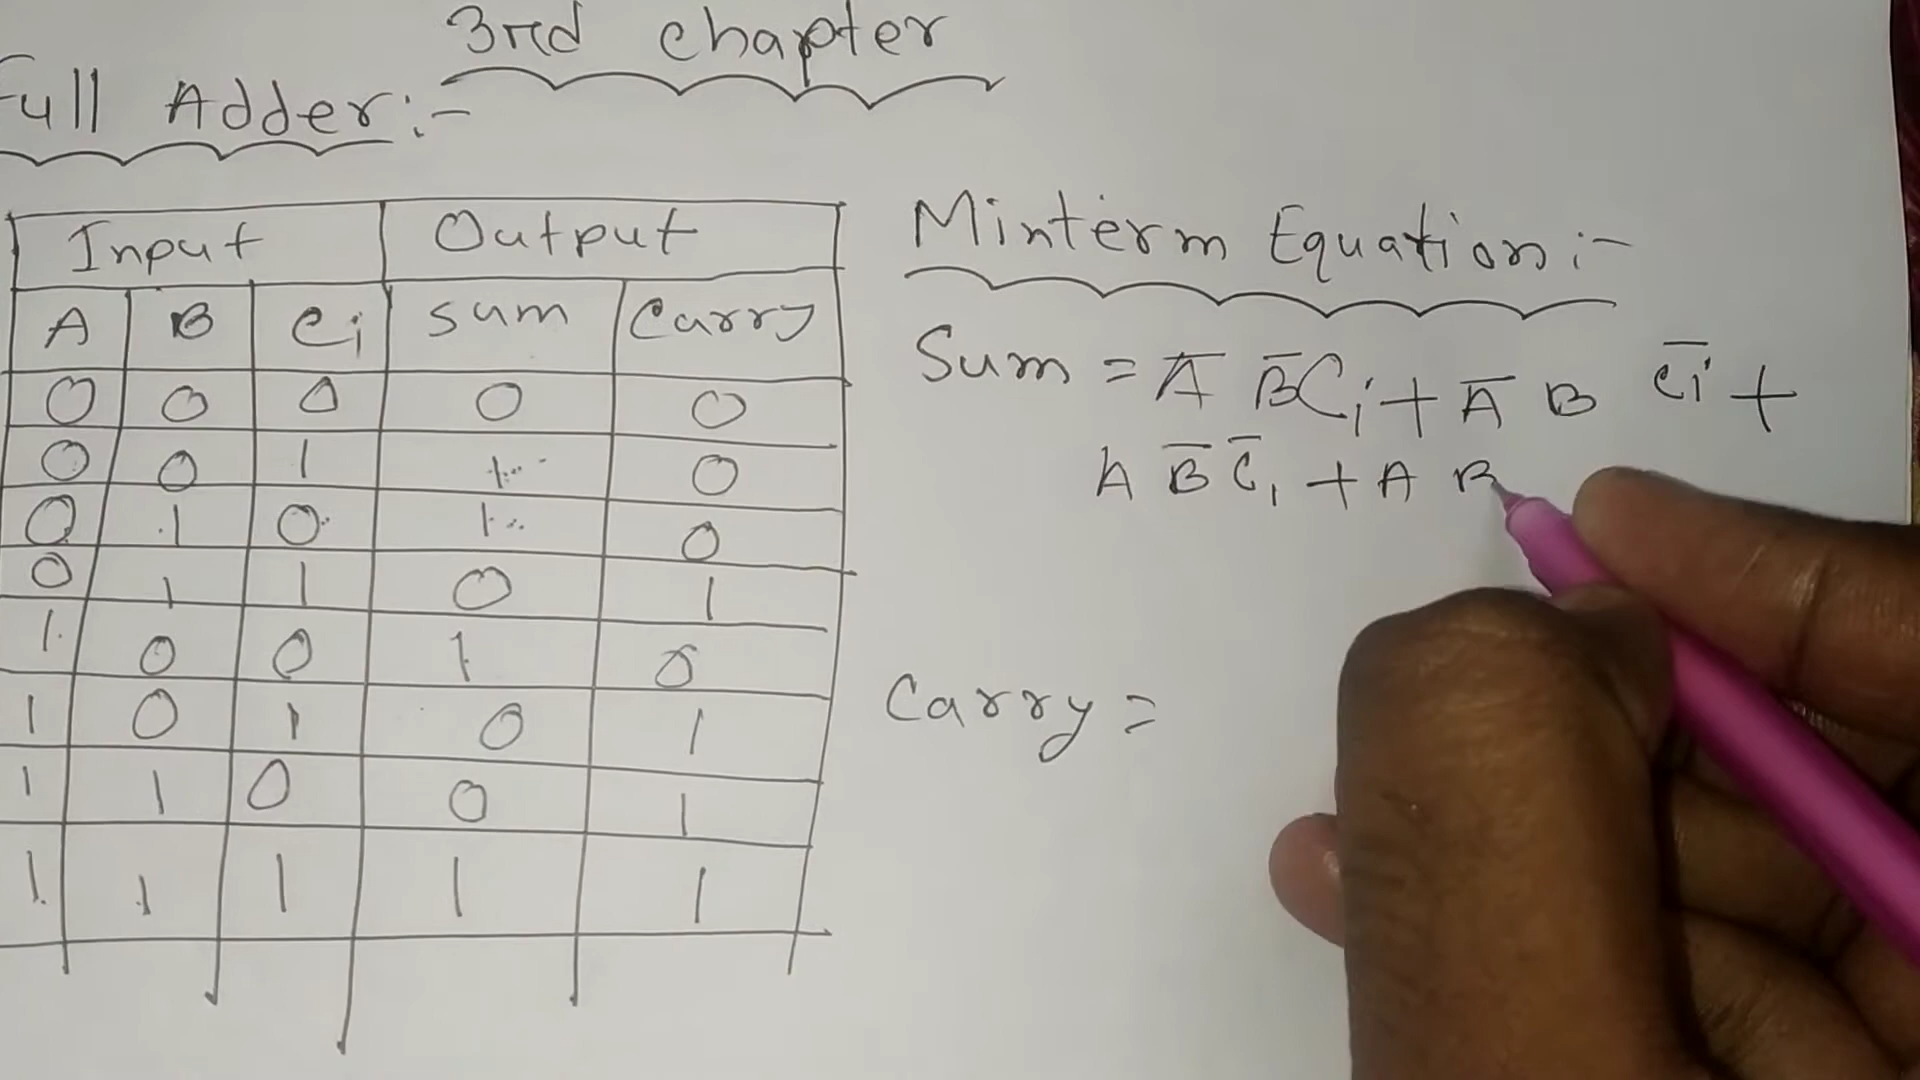 3rd chapter
Full Adder:-
Input Output
A B Ci sum Carry
0 0 0 0 0
0 0 1 1 0
0 1 0 1 0
0 1 1 0 1
1 0 0 1 0
1 0 1 0 1
1 1 0 0 1
1 1 1 1 1
Minterm Equation:-
Sum = A̅ B̅Ci + A̅ B C̅i̅ +
A B̅ C̅i + A B
Carry =